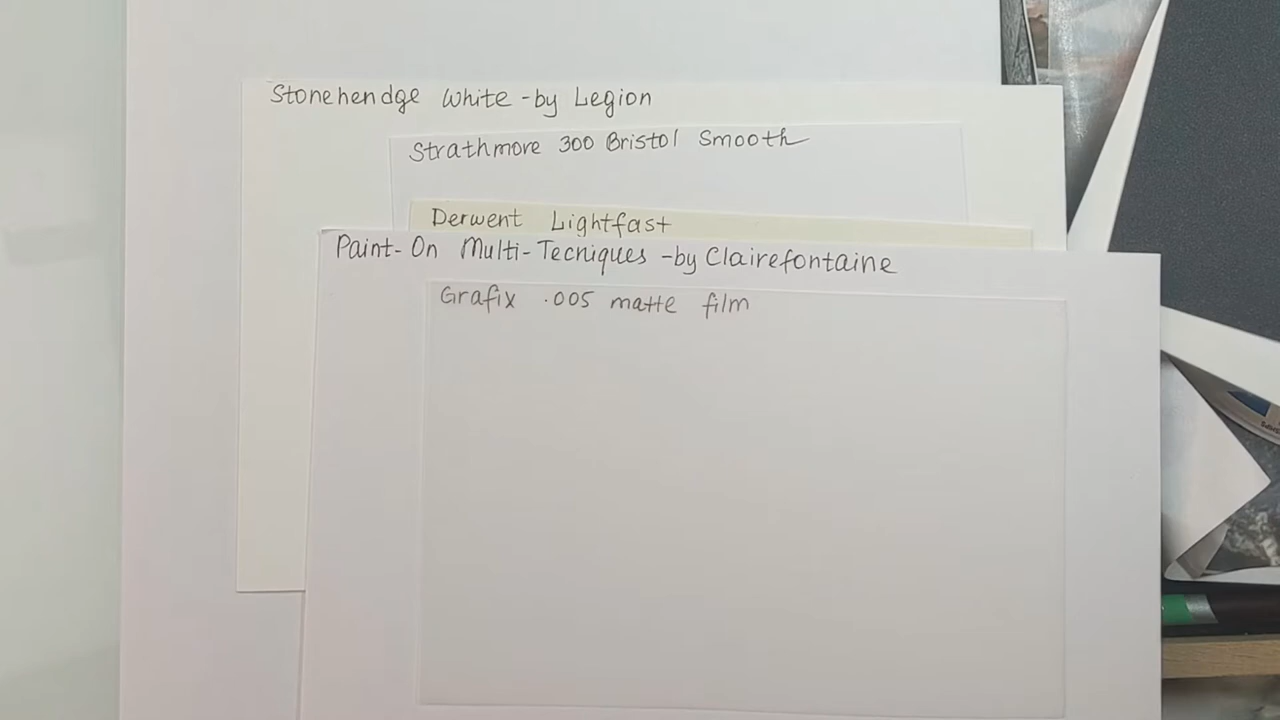 Stonehendge White -by Legion
Strathmore 300 Bristol Smooth
Derwent Lightfast
Paint-On Multi-Tecniques -by Clairefontaine
Grafix .005 matte film